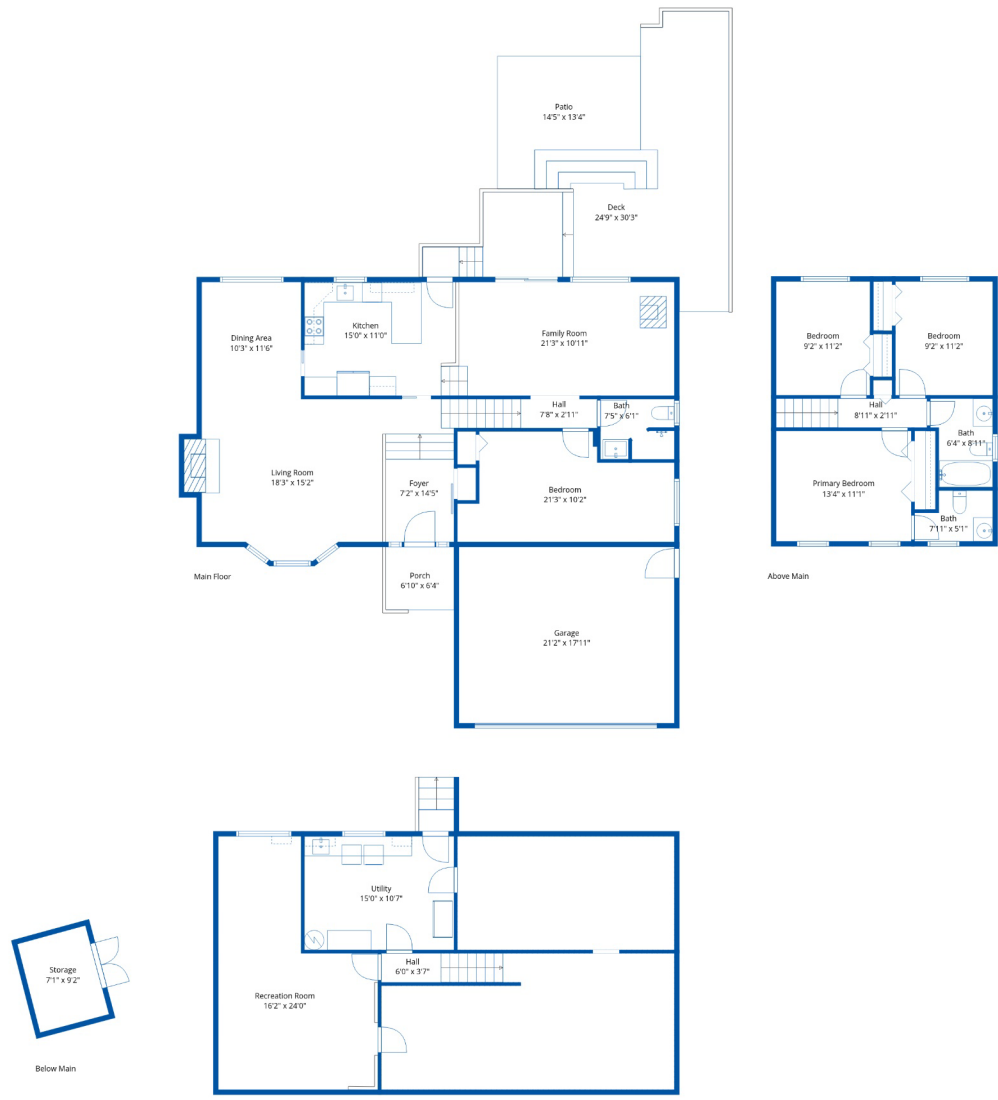 Patio
14'5" x 13'4"
Deck
24'9" x 30'3"
Dining Area
10'3" x 11'6"
Kitchen
15'0" x 11'0"
Family Room
21'3" x 10'11"
Hall
7'8" x 2'11"
Bath
7'5" x 6'1"
Living Room
18'3" x 15'2"
Foyer
7'2" x 14'5"
Bedroom
21'3" x 10'2"
Porch
6'10" x 6'4"
Garage
21'2" x 17'11"
Main Floor
Bedroom
9'2" x 11'2"
Bedroom
9'2" x 11'2"
Hall
8'11" x 2'11"
Bath
6'4" x 8'11"
Primary Bedroom
13'4" x 11'1"
Bath
7'11" x 5'1"
Above Main
Utility
15'0" x 10'7"
Hall
6'0" x 3'7"
Recreation Room
16'2" x 24'0"
Storage
7'1" x 9'2"
Below Main